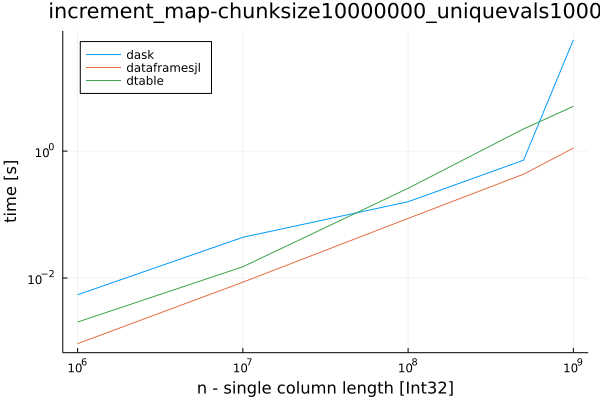 increment_map-chunksize10000000_uniquevals1000
dask
dataframesjl
dtable
time [s]
10⁰
10⁻²
10⁶ 10⁷ 10⁸ 10⁹
n - single column length [Int32]